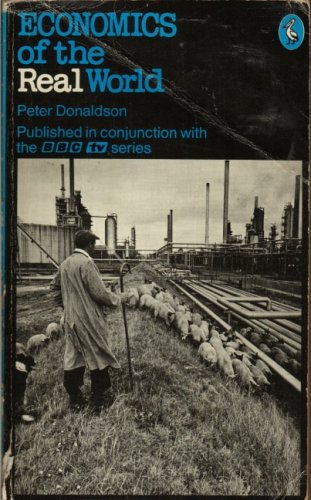 ECONOMICS
of the
Real World
Peter Donaldson
Published in conjunction with
the BBC tv series